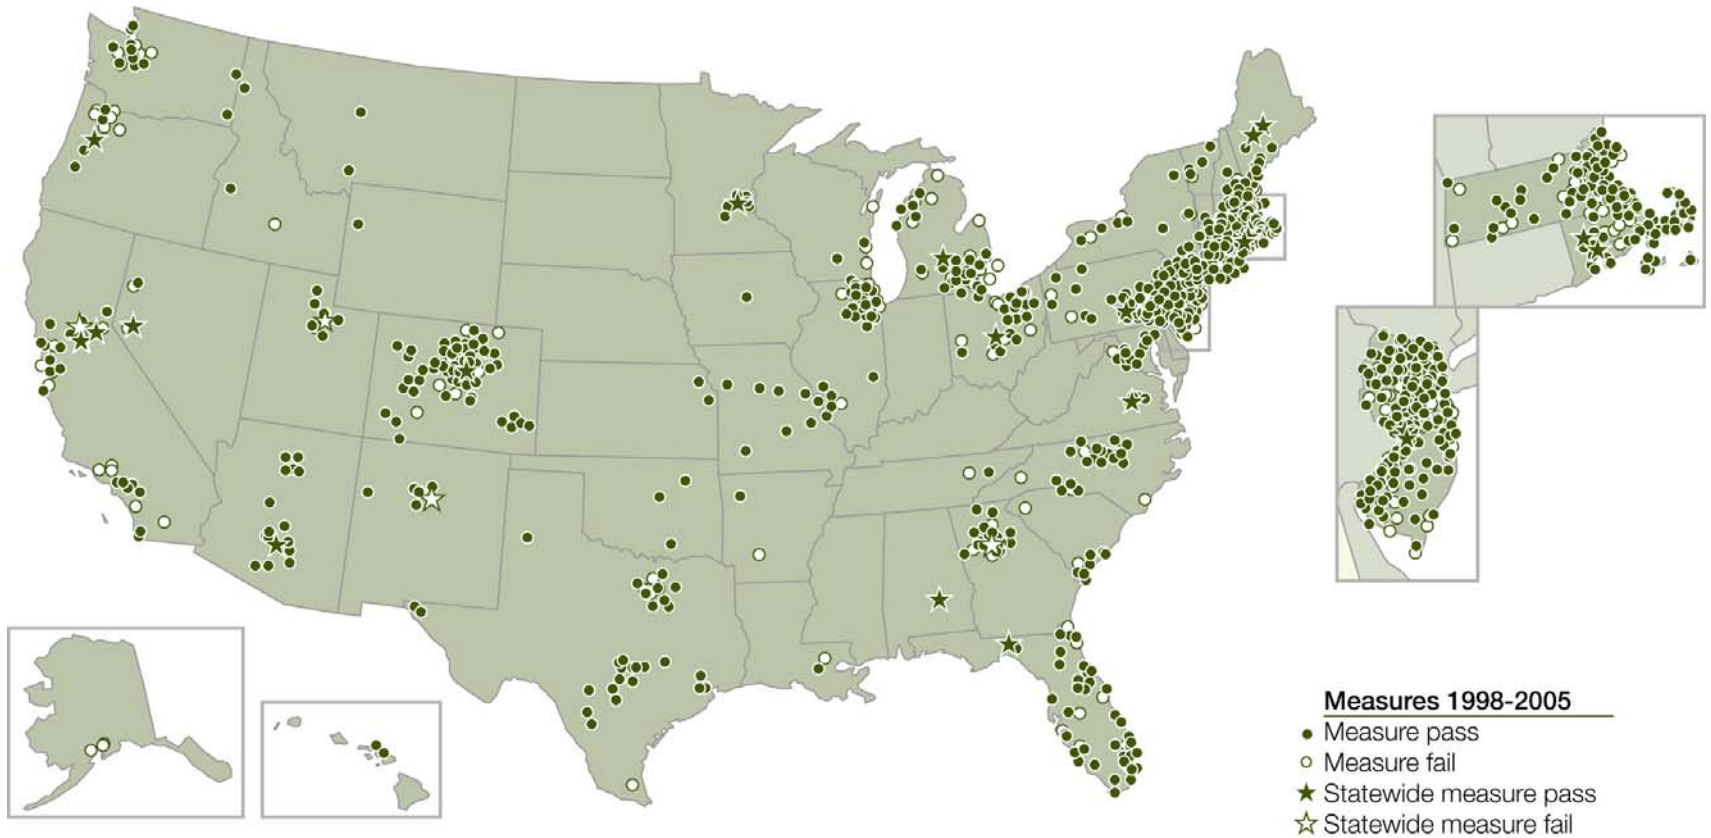 Measures 1998-2005
Measure pass
Measure fail
Statewide measure pass
Statewide measure fail